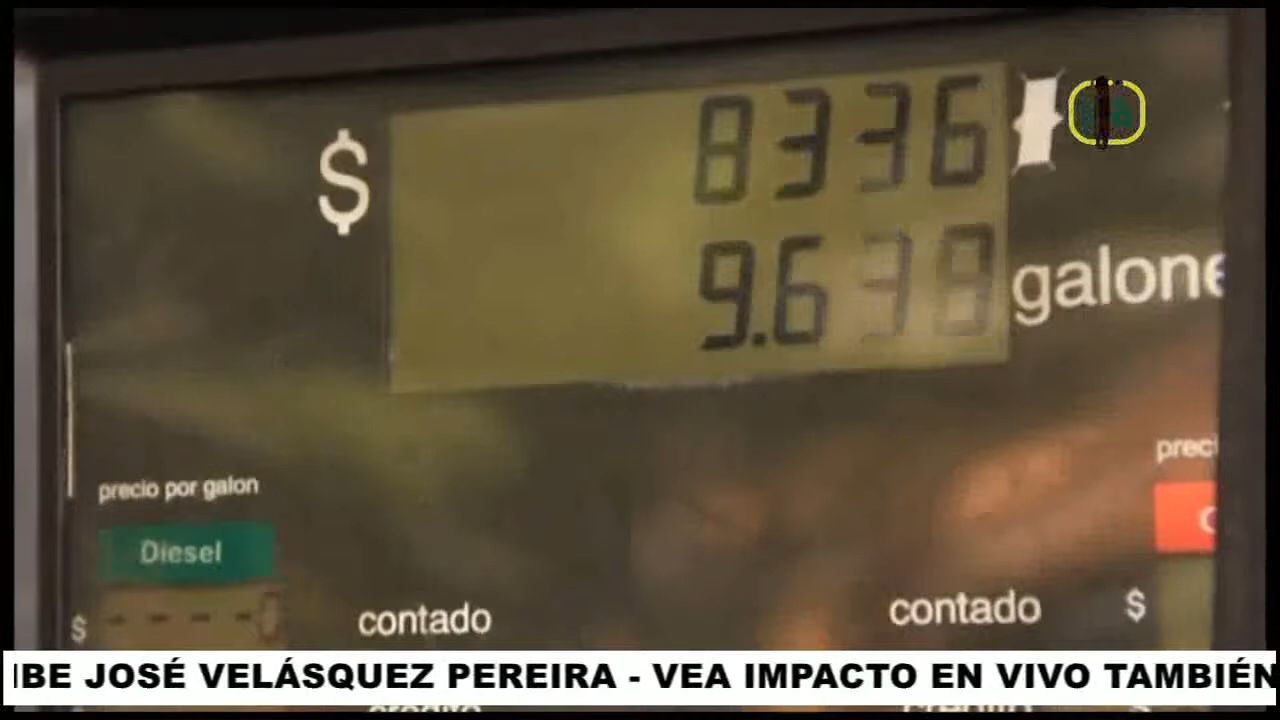 $ 8336
9.638 galone
precio por galon
Diesel
$ ----0
contado
contado
$
preci
IBE JOSÉ VELÁSQUEZ PEREIRA - VEA IMPACTO EN VIVO TAMBIÉN